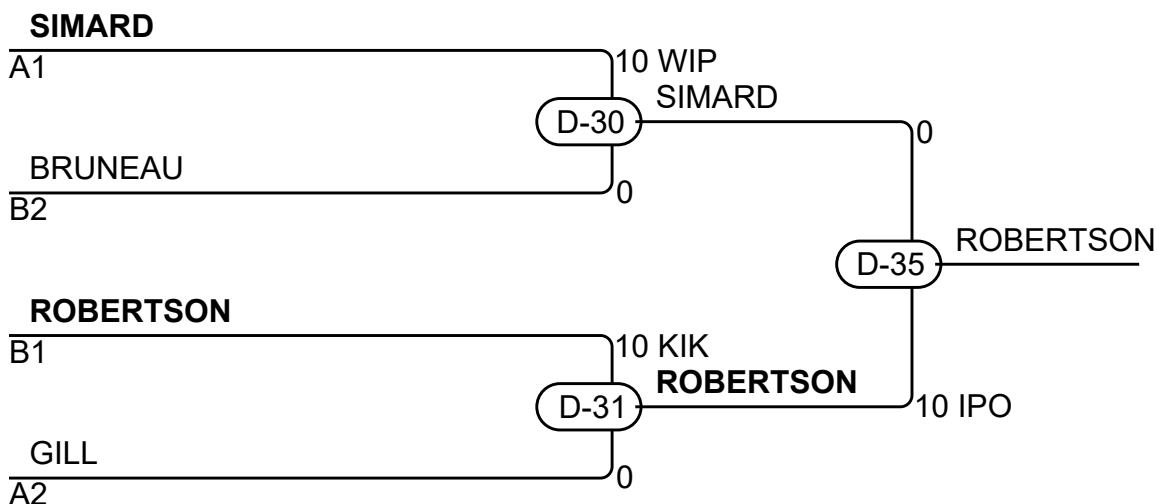 SIMARD
A1
10 WIP
SIMARD
D-30
0
BRUNEAU
0
B2
ROBERTSON
D-35
ROBERTSON
B1
10 KIK
ROBERTSON
D-31
10 IPO
GILL
0
A2